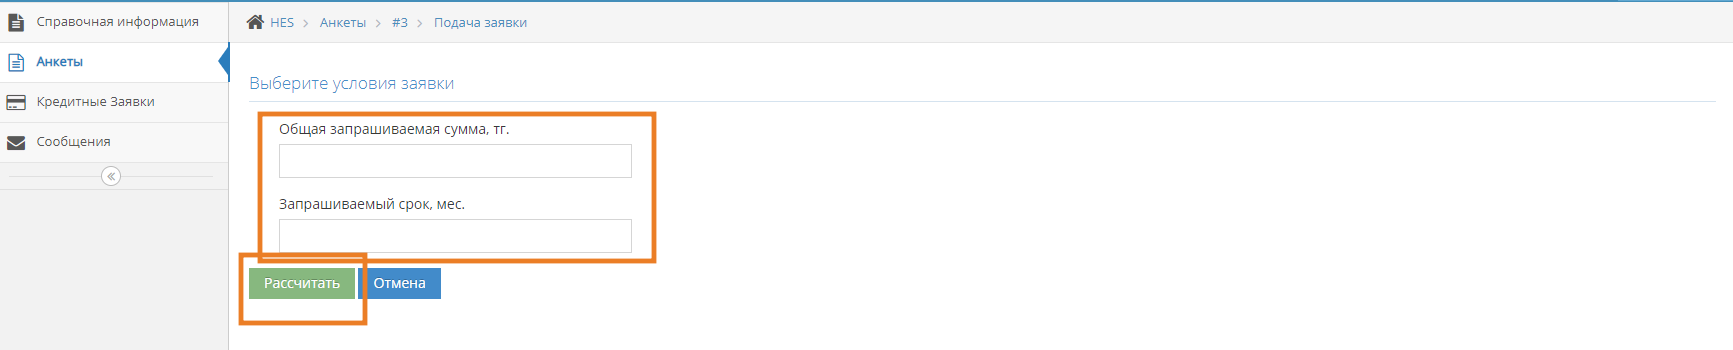 Справочная информация
Анкеты
Кредитные Заявки
Сообщения
HES > Анкеты > #3 > Подача заявки
Выберите условия заявки
Общая запрашиваемая сумма, тг.
Запрашиваемый срок, мес.
Рассчитать Отмена